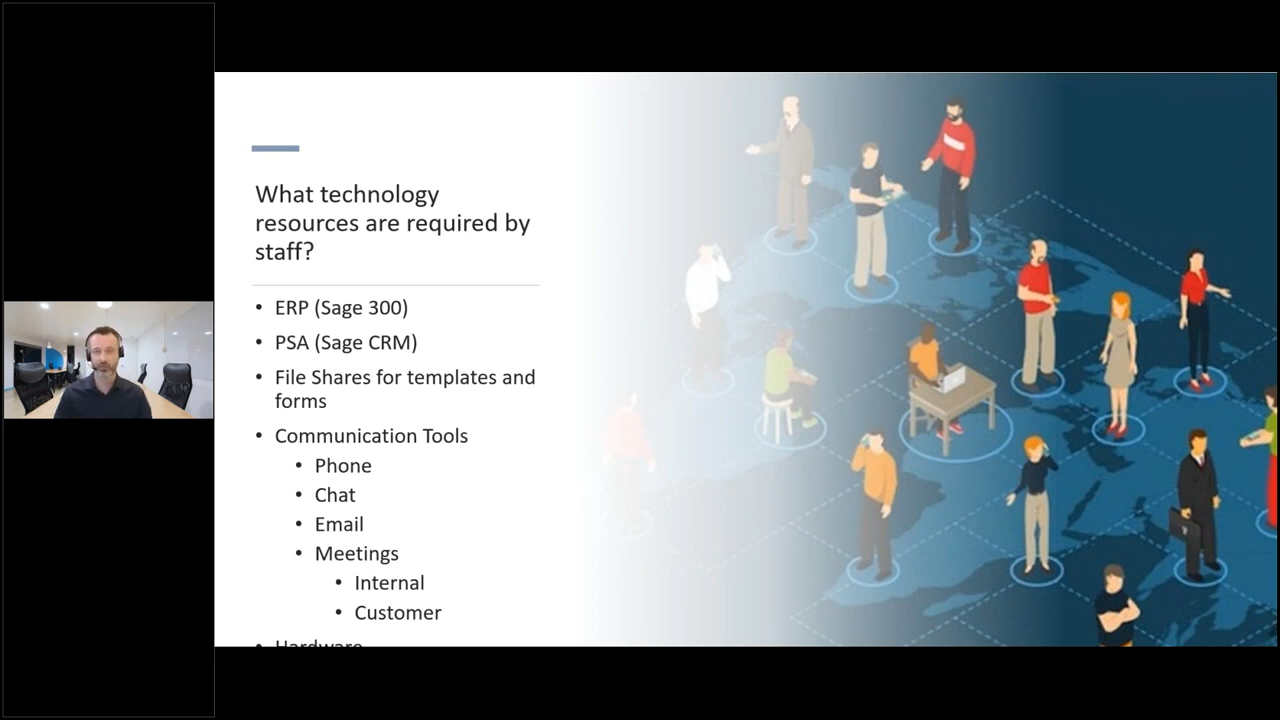 What technology
resources are required by
staff?
• ERP (Sage 300)
• PSA (Sage CRM)
• File Shares for templates and
forms
• Communication Tools
• Phone
• Chat
• Email
• Meetings
• Internal
• Customer
• Hardware